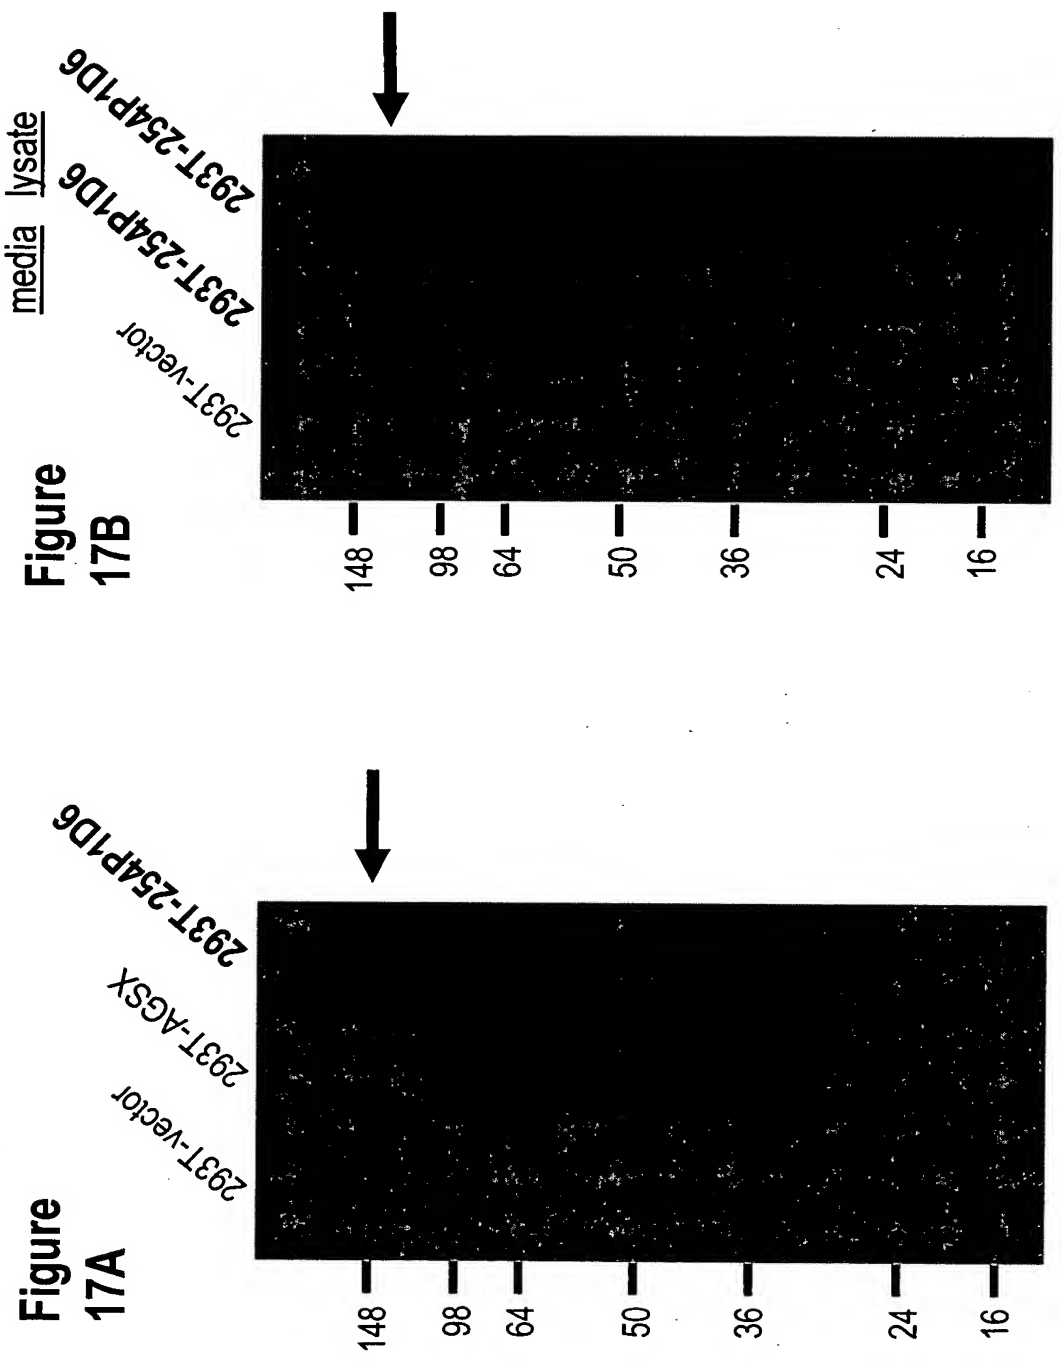 Figure
17A
293T-vector
293T-AGSX
293T-254P1D6
148
98
64
50
36
24
16
Figure
17B
media
lysate
293T-vector
293T-254P1D6
293T-254P1D6
148
98
64
50
36
24
16